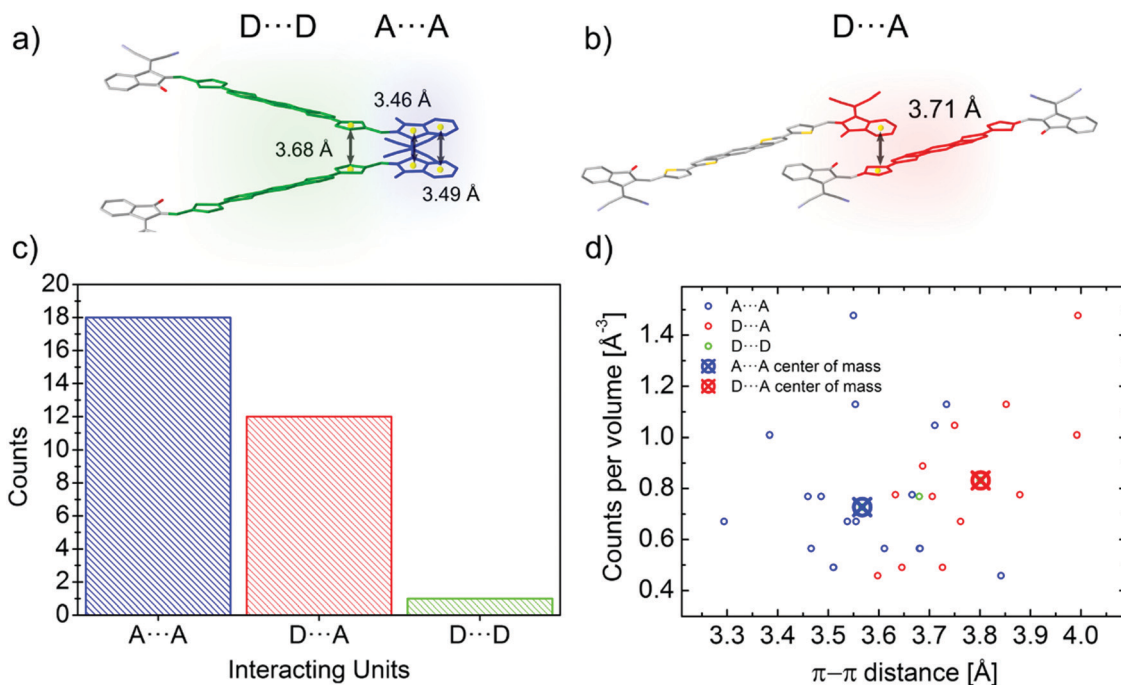 a)
D···D
A···A
3.46 Å
3.68 Å
3.49 Å
b)
D···A
3.71 Å
c)
Counts
20
18
16
14
12
10
8
6
4
2
0
A···A
D···A
D···D
Interacting Units
d)
Counts per volume [Å⁻³]
1.4
1.2
1.0
0.8
0.6
0.4
A···A
D···A
D···D
A···A center of mass
D···A center of mass
3.3 3.4 3.5 3.6 3.7 3.8 3.9 4.0
π–π distance [Å]